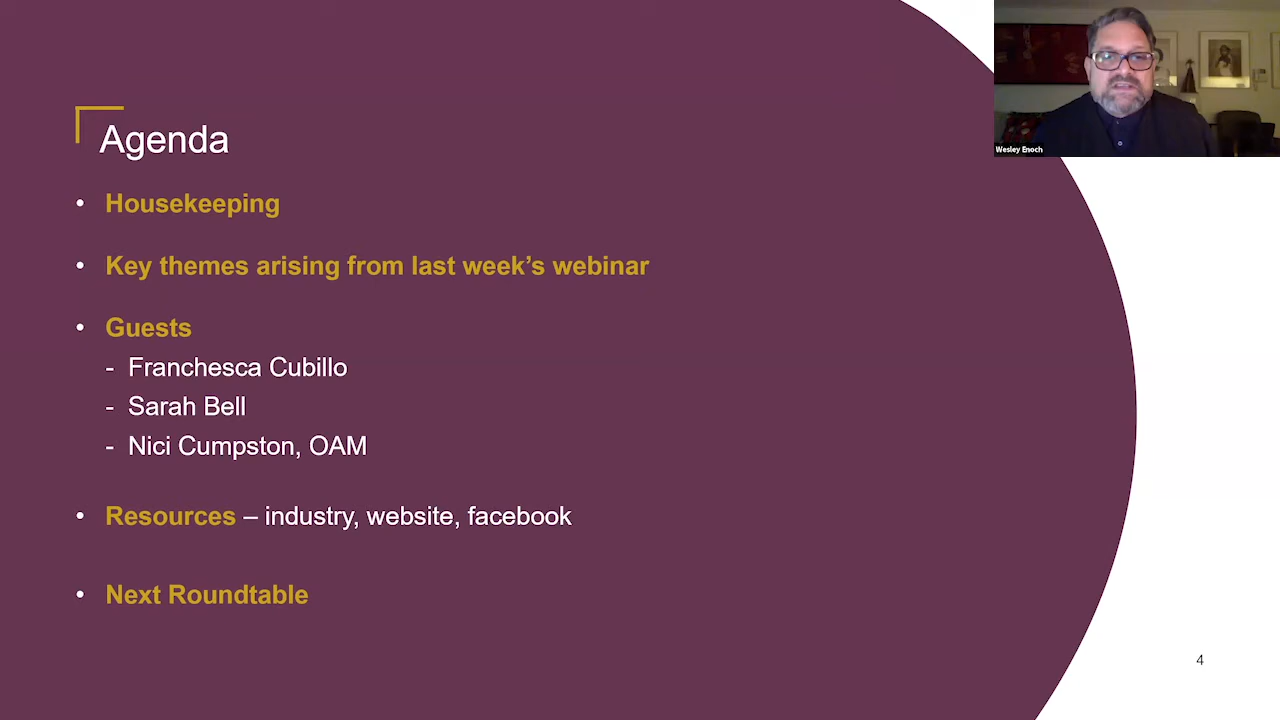 Agenda
• Housekeeping
• Key themes arising from last week’s webinar
• Guests
- Franchesca Cubillo
- Sarah Bell
- Nici Cumpston, OAM
• Resources – industry, website, facebook
• Next Roundtable
Wesley Enoch
4